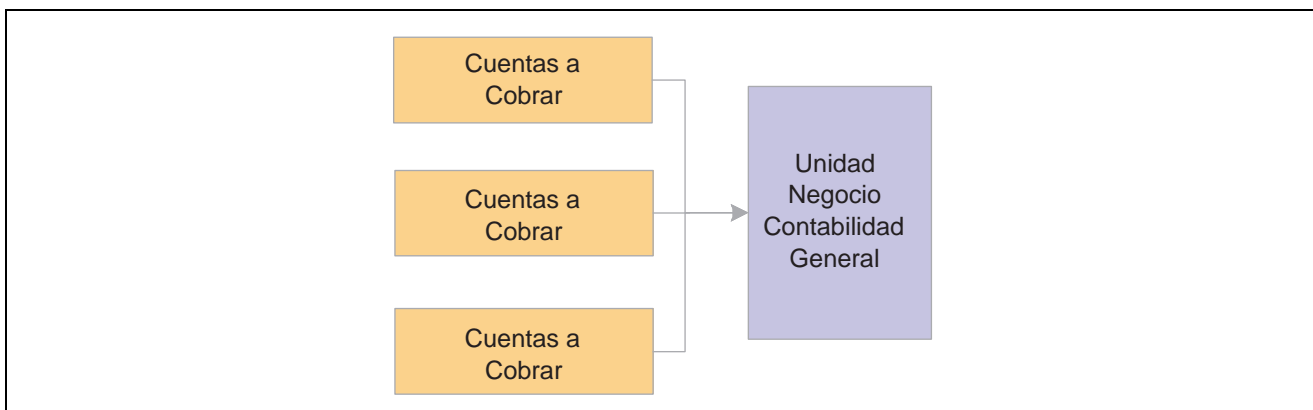 Cuentas a
Cobrar
Cuentas a
Cobrar
Cuentas a
Cobrar
Unidad
Negocio
Contabilidad
General